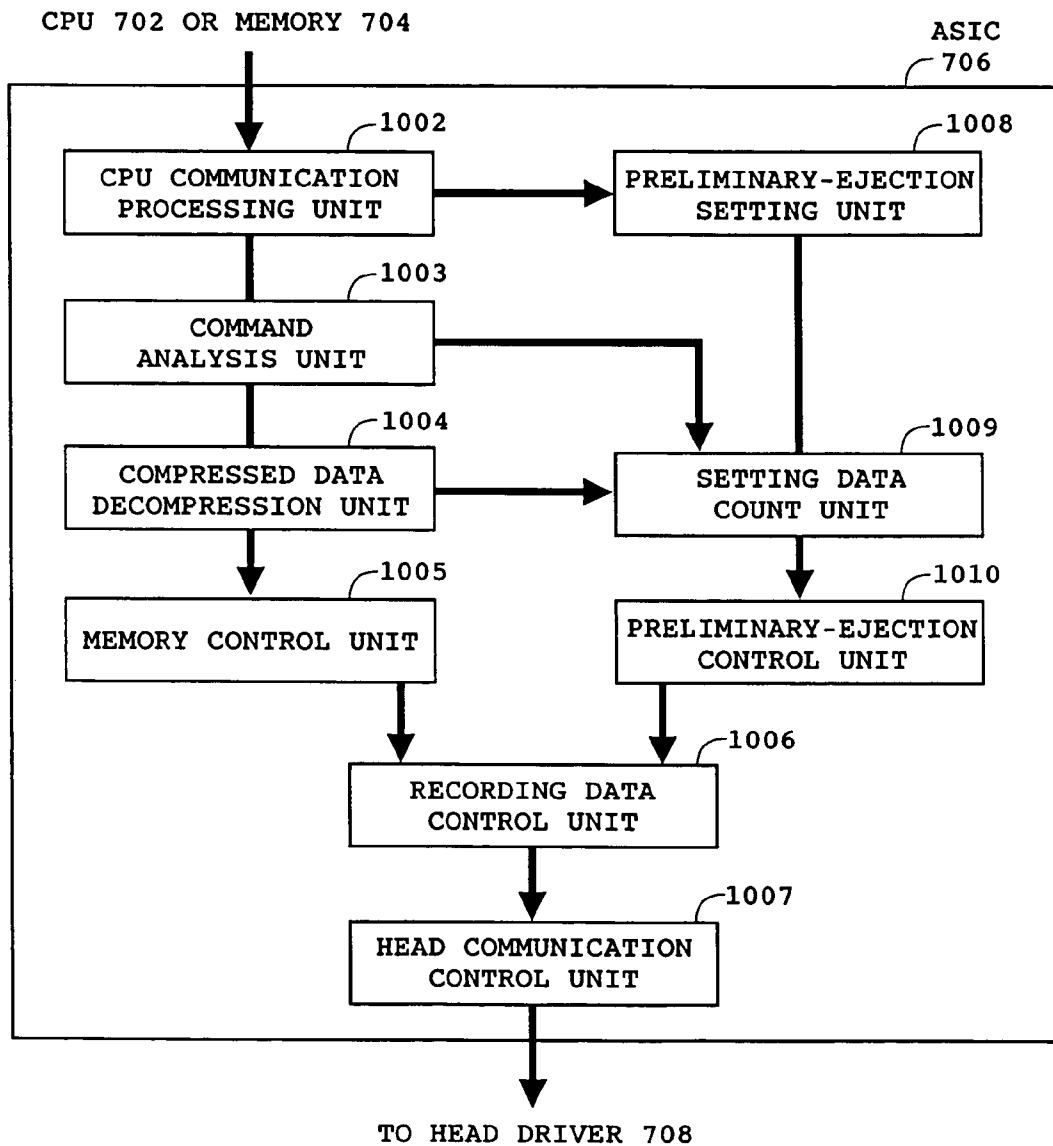 CPU 702 OR MEMORY 704
ASIC
706
1002
1008
CPU COMMUNICATION
PROCESSING UNIT
PRELIMINARY-EJECTION
SETTING UNIT
1003
COMMAND
ANALYSIS UNIT
1004
1009
COMPRESSED DATA
DECOMPRESSION UNIT
SETTING DATA
COUNT UNIT
1005
1010
MEMORY CONTROL UNIT
PRELIMINARY-EJECTION
CONTROL UNIT
1006
RECORDING DATA
CONTROL UNIT
1007
HEAD COMMUNICATION
CONTROL UNIT
TO HEAD DRIVER 708